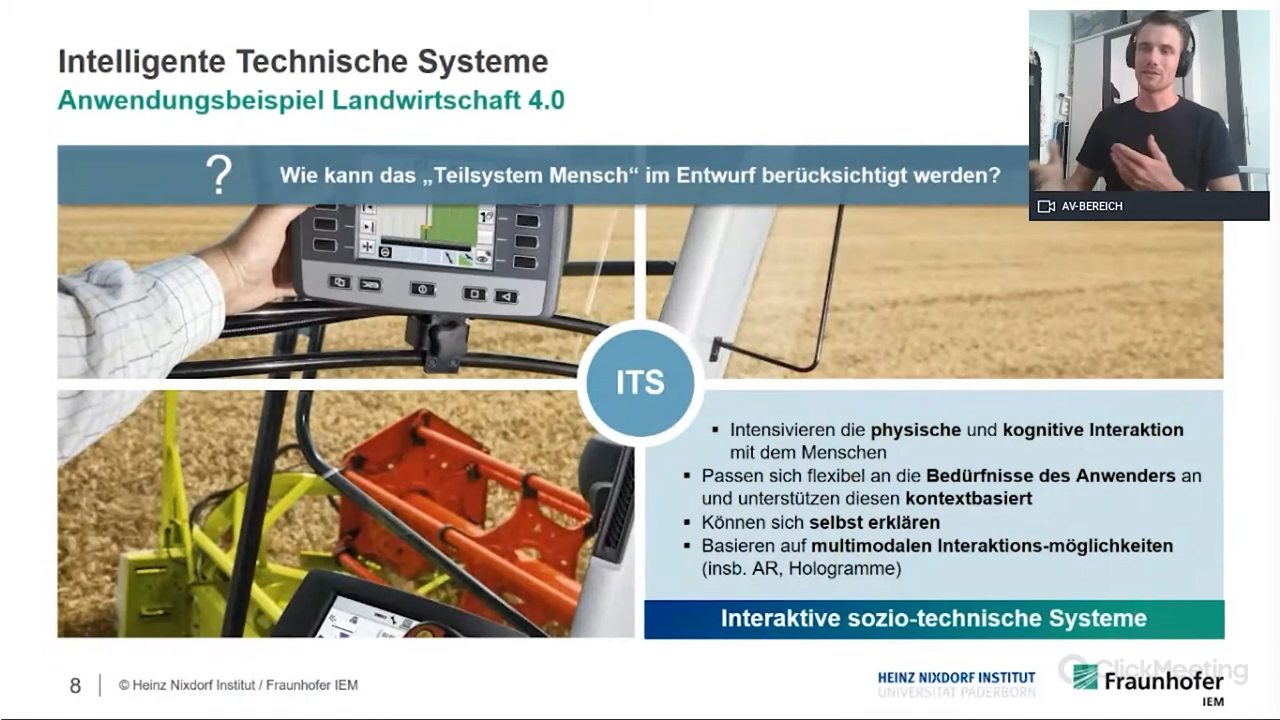 Intelligente Technische Systeme
Anwendungsbeispiel Landwirtschaft 4.0
? Wie kann das „Teilsystem Mensch“ im Entwurf berücksichtigt werden?
AV-BEREICH
ITS
▪ Intensivieren die physische und kognitive Interaktion
mit dem Menschen
▪ Passen sich flexibel an die Bedürfnisse des Anwenders an
und unterstützen diesen kontextbasiert
▪ Können sich selbst erklären
▪ Basieren auf multimodalen Interaktions-möglichkeiten
(insb. AR, Hologramme)
Interaktive sozio-technische Systeme
8 | © Heinz Nixdorf Institut / Fraunhofer IEM
HEINZ NIXDORF INSTITUT
UNIVERSITÄT PADERBORN
ClickMeeting
Fraunhofer
IEM